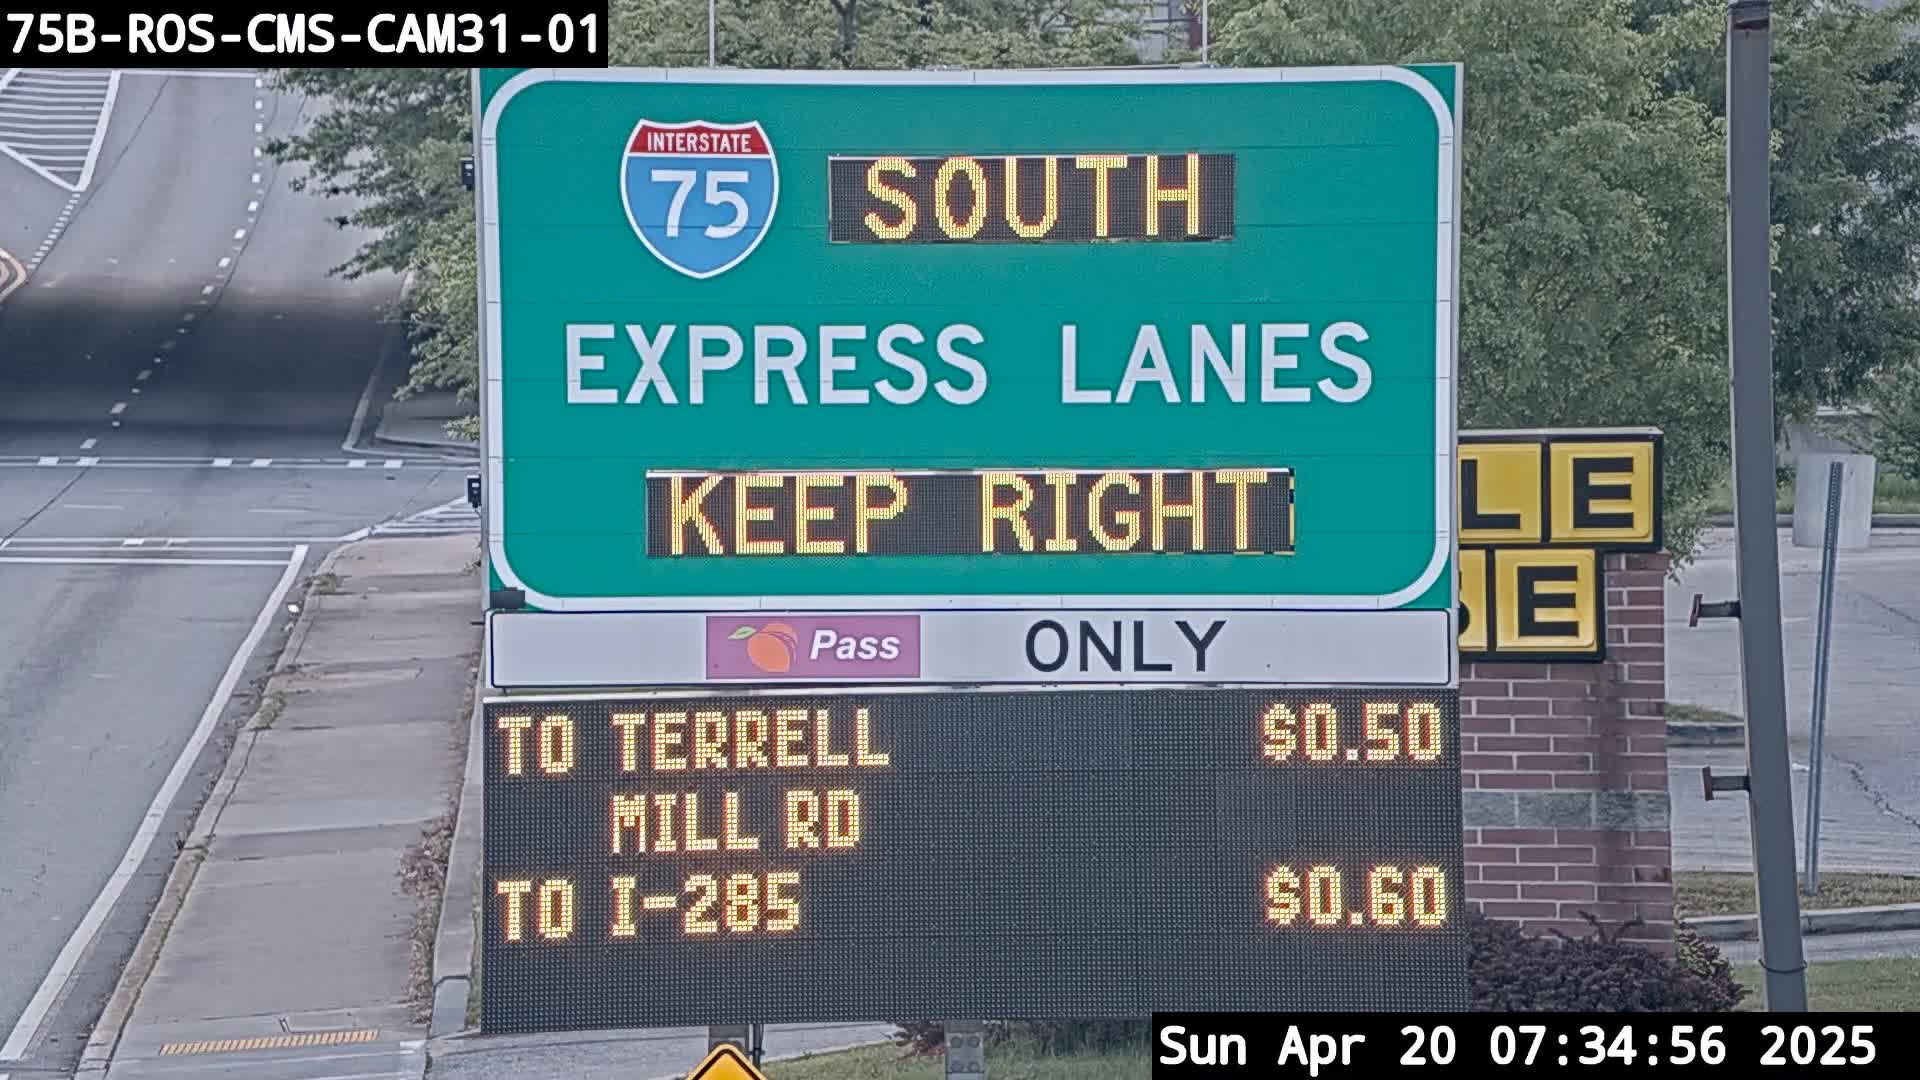 75B-ROS-CMS-CAM31-01
INTERSTATE
75
SOUTH
EXPRESS LANES
KEEP RIGHT
LE
E
Pass ONLY
TO TERRELL $0.50
MILL RD
TO I-285 $0.60
Sun Apr 20 07:34:56 2025